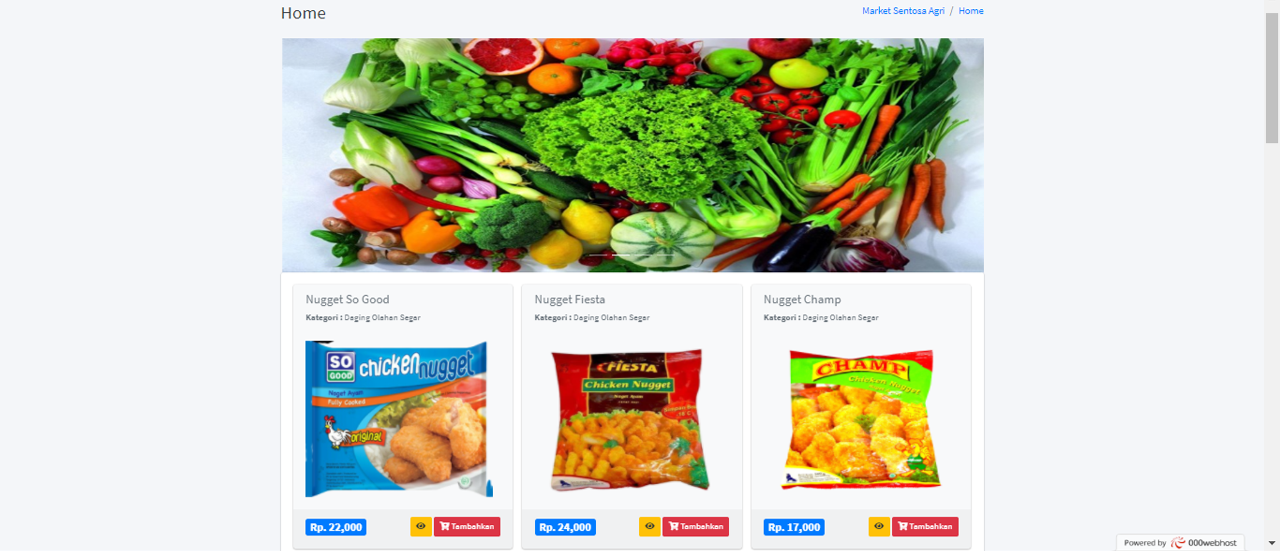 Home
Market Sentosa Agri / Home
Nugget So Good
Kategori : Daging Olahan Segar
SO
GOOD
chicken nugget
Naget Ayam
Fully Cooked
original
Rp. 22,000
Tambahkan
Nugget Fiesta
Kategori : Daging Olahan Segar
FIESTA
Chicken Nugget
Naget Ayam
Rp. 24,000
Tambahkan
Nugget Champ
Kategori : Daging Olahan Segar
CHAMP
Chicken Nugget
Rp. 17,000
Tambahkan
Powered by 000webhost